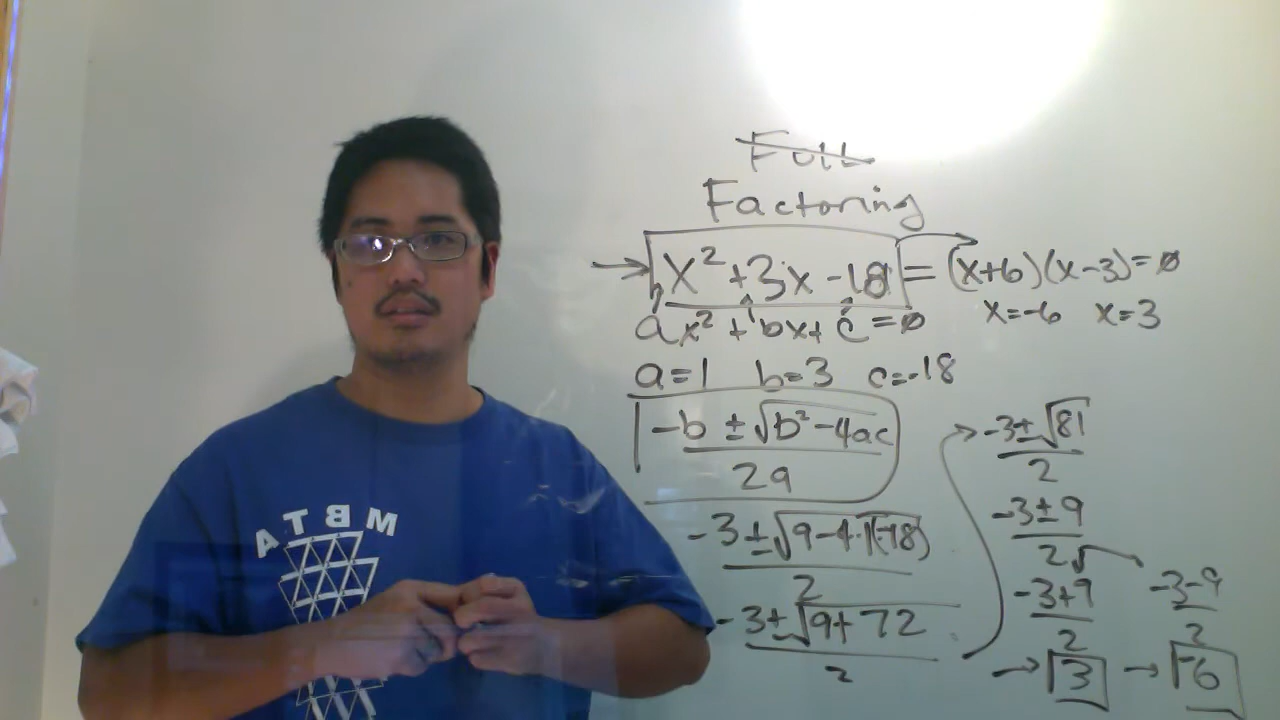 FOIL
Factoring
x² + 3x - 18 = (x+6)(x-3)=0
x=-6 x=3
ax² + bx + c = 0
a=1 b=3 c=-18
-b ± √b²-4ac
2a
-3 ± √9-4·1(-18)
2
-3 ± √9+72
2
-3 ± √81
2
-3 ± 9
2
-3+9
2
3
-3-9
2
-6
MBTA